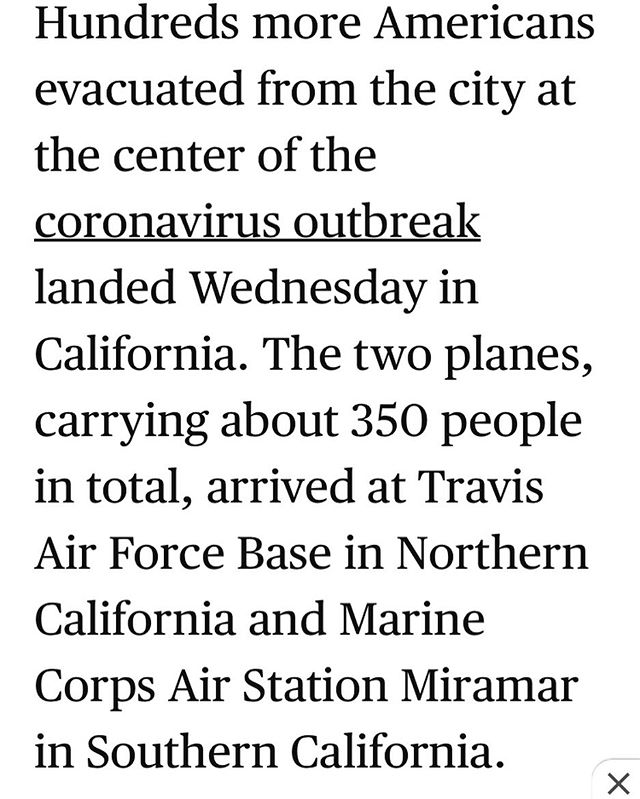 Hundreds more Americans
evacuated from the city at
the center of the
coronavirus outbreak
landed Wednesday in
California. The two planes,
carrying about 350 people
in total, arrived at Travis
Air Force Base in Northern
California and Marine
Corps Air Station Miramar
in Southern California.